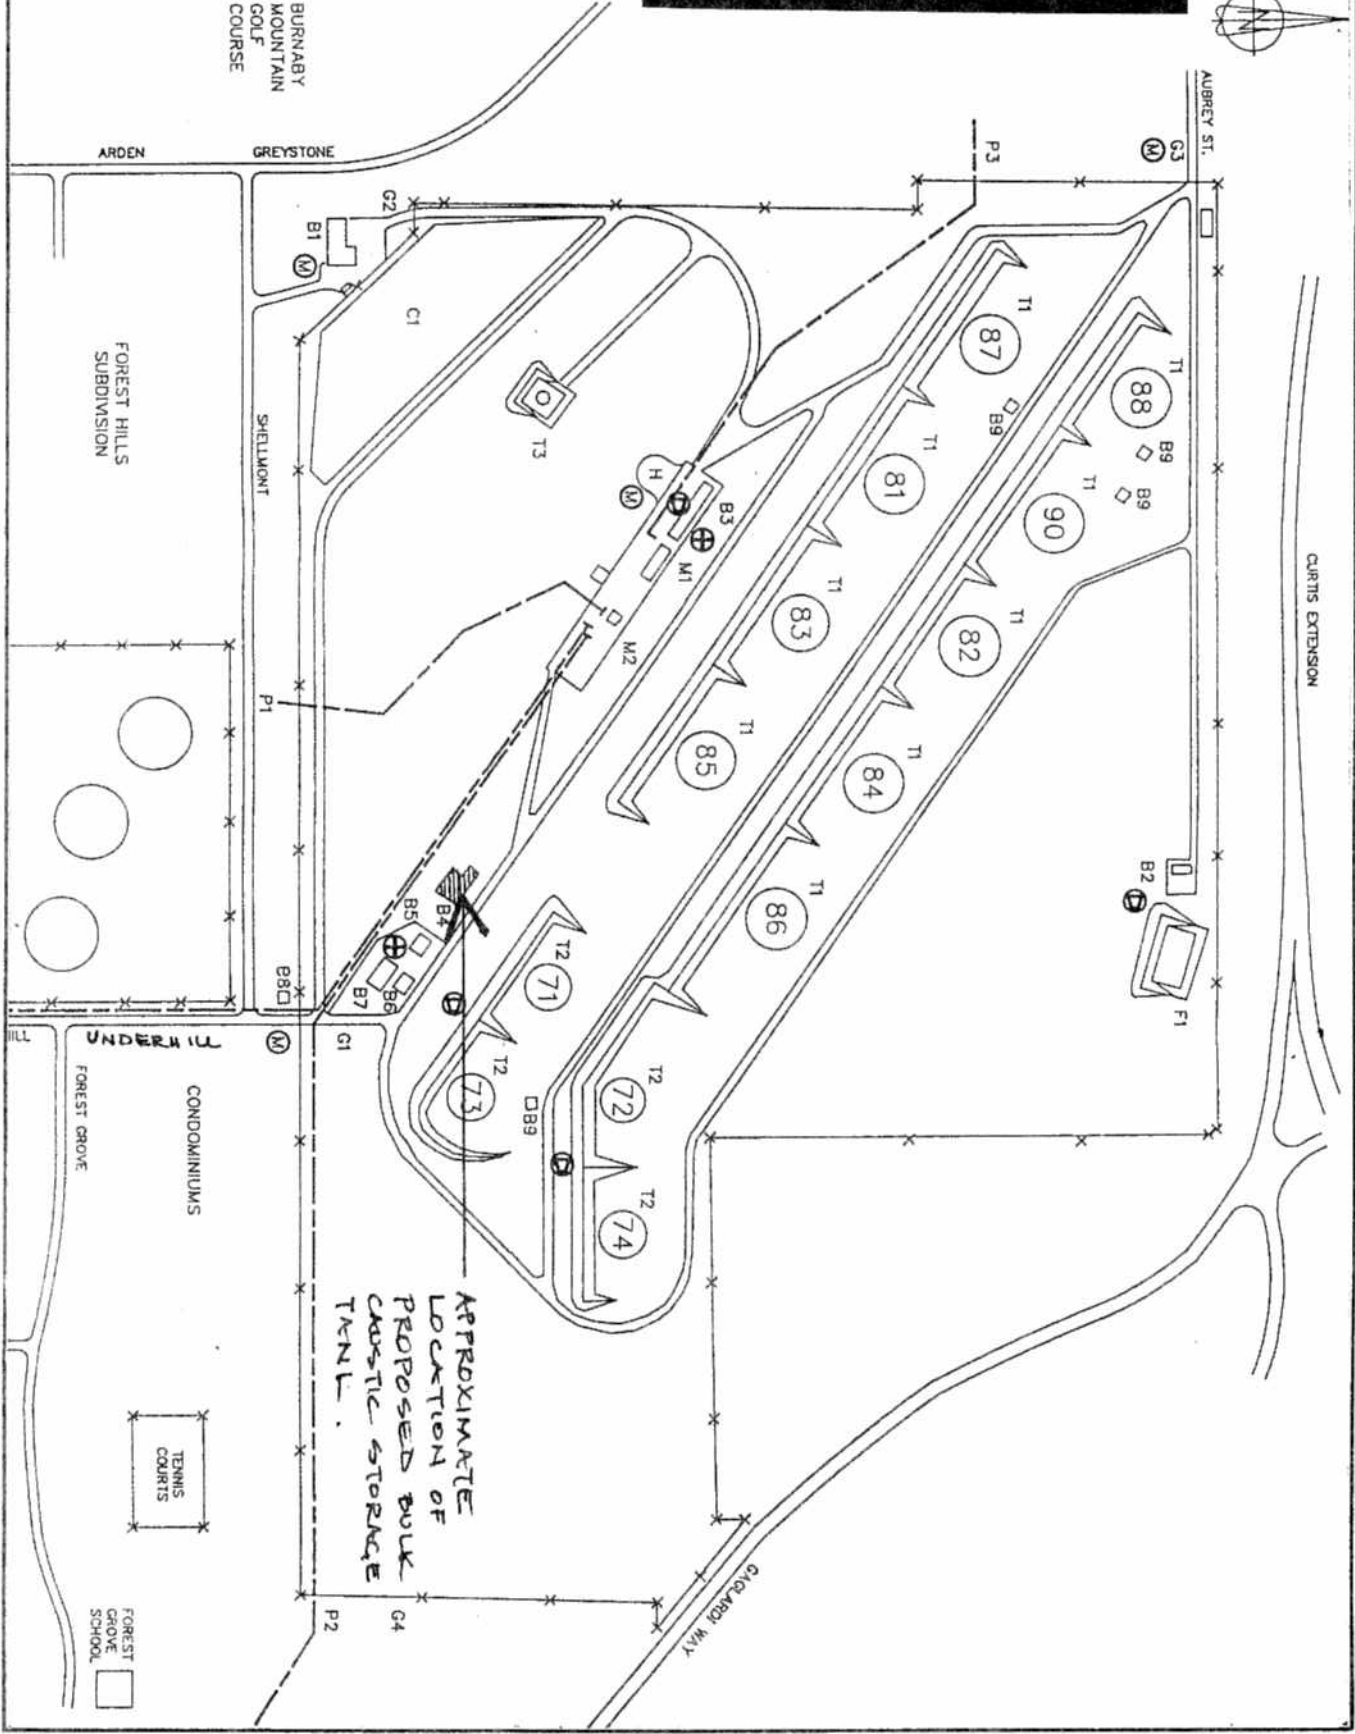 N
AUBREY ST.
G3
M
P3
CURTIS EXTENSION
BURNABY
MOUNTAIN
GOLF
COURSE
ARDEN
GREYSTONE
G2
B1
M
C1
FOREST HILLS
SUBDIVISION
SHELLMONT
T3
T1
87
T1
88
B9
B9
B9
T1
81
T1
90
H
M
B3
M1
T1
83
T1
82
M2
P1
T1
85
T1
84
B2
T1
86
F1
B4
B5
B6
B7
B8
T2
71
T2
73
B9
T2
72
T2
74
G1
M
UNDERHILL
ILL
FOREST GROVE
CONDOMINIUMS
APPROXIMATE
LOCATION OF
PROPOSED BULK
CAUSTIC STORAGE
TANK.
TENNIS
COURTS
GAGLARDI WAY
G4
P2
FOREST
GROVE
SCHOOL